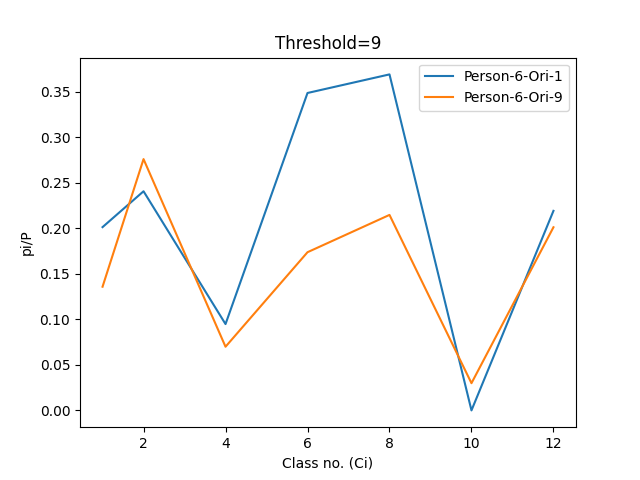 Threshold=9
Person-6-Ori-1
Person-6-Ori-9
pi/P
0.35
0.30
0.25
0.20
0.15
0.10
0.05
0.00
2 4 6 8 10 12
Class no. (Ci)